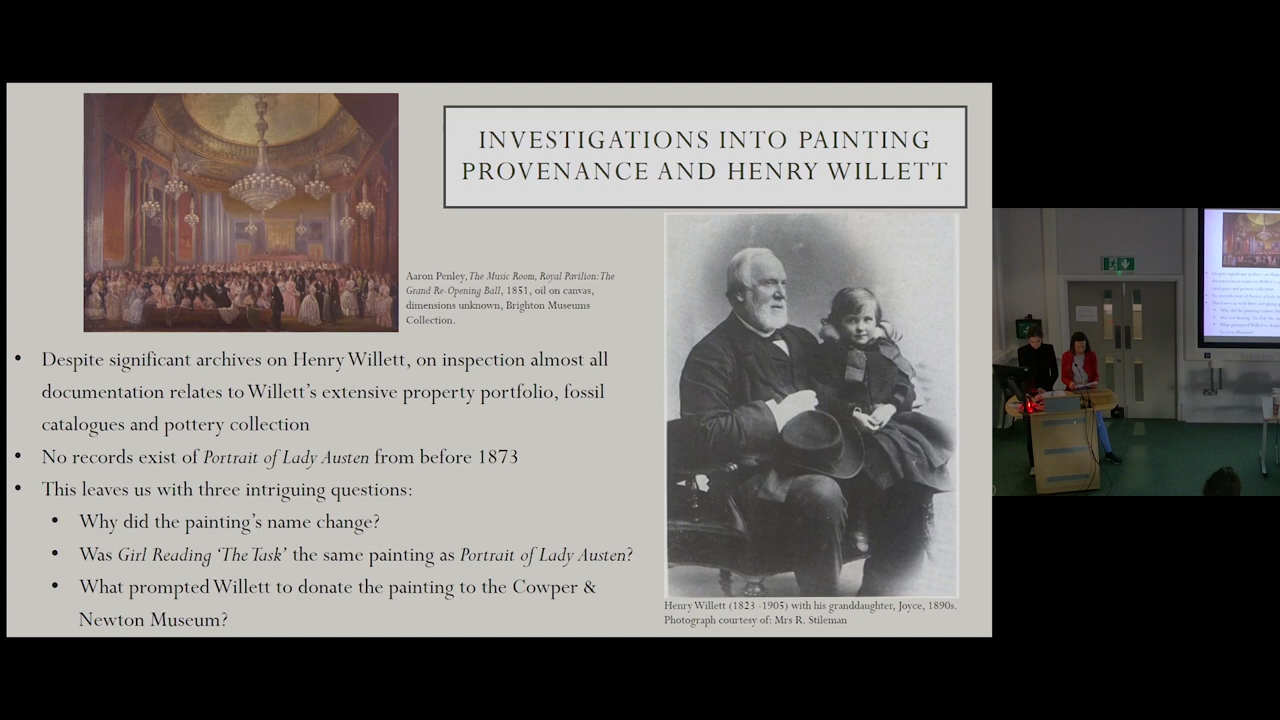 INVESTIGATIONS INTO PAINTING
PROVENANCE AND HENRY WILLETT
Aaron Penley, The Music Room, Royal Pavilion: The
Grand Re-Opening Ball, 1851, oil on canvas,
dimensions unknown, Brighton Museums
Collection.
• Despite significant archives on Henry Willett, on inspection almost all
documentation relates to Willett’s extensive property portfolio, fossil
catalogues and pottery collection
• No records exist of Portrait of Lady Austen from before 1873
• This leaves us with three intriguing questions:
• Why did the painting’s name change?
• Was Girl Reading ‘The Task’ the same painting as Portrait of Lady Austen?
• What prompted Willett to donate the painting to the Cowper &
Newton Museum?
Henry Willett (1823 -1905) with his granddaughter, Joyce, 1890s.
Photograph courtesy of: Mrs R. Stileman